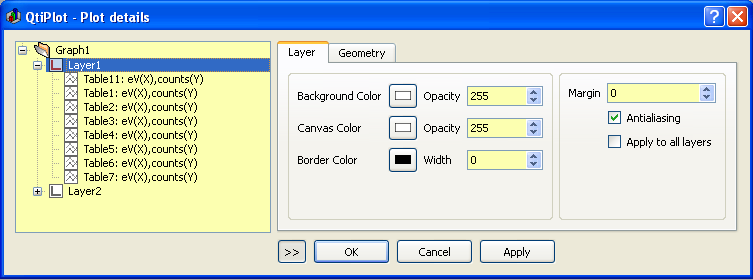 QtiPlot - Plot details
Graph1
Layer1
Table11: eV(X),counts(Y)
Table1: eV(X),counts(Y)
Table2: eV(X),counts(Y)
Table3: eV(X),counts(Y)
Table4: eV(X),counts(Y)
Table5: eV(X),counts(Y)
Table6: eV(X),counts(Y)
Table7: eV(X),counts(Y)
Layer2
Layer Geometry
Background Color Opacity 255
Canvas Color Opacity 255
Border Color Width 0
Margin 0
Antialiasing
Apply to all layers
>> OK Cancel Apply